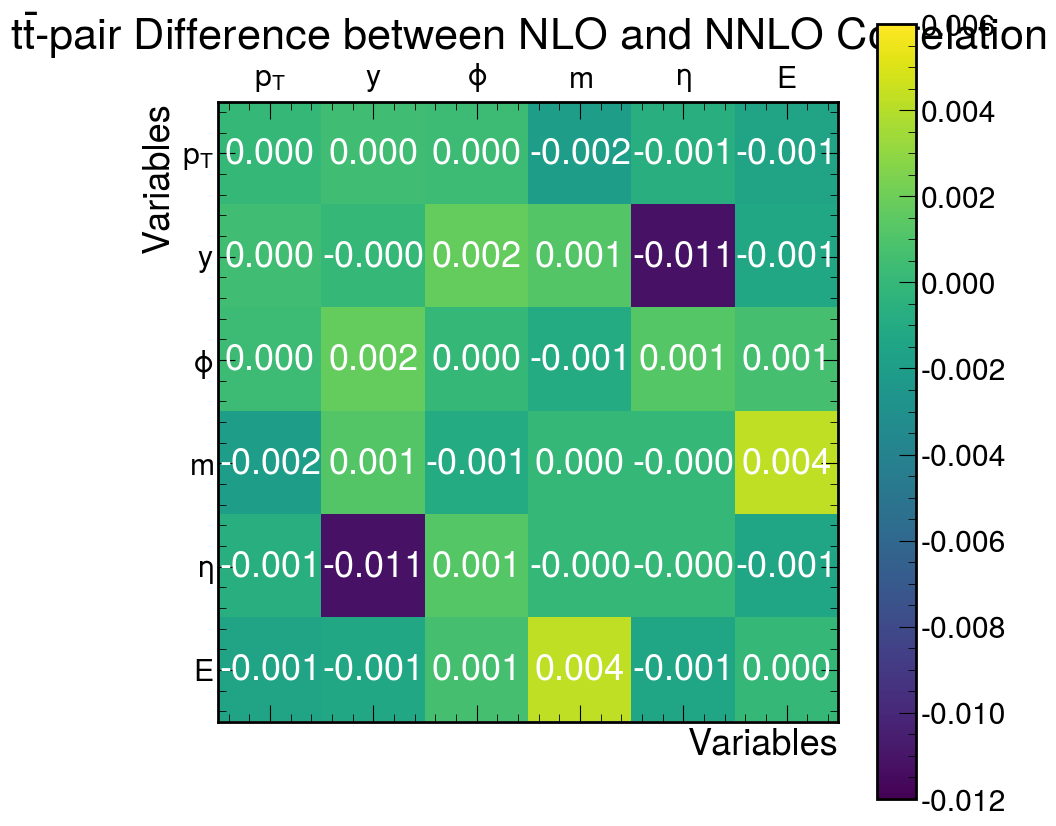 tt̄-pair Difference between NLO and NNLO Correlation
pT y ϕ m η E
Variables
pT 0.000 0.000 0.000 -0.002 -0.001 -0.001
y 0.000 -0.000 0.002 0.001 -0.011 -0.001
ϕ 0.000 0.002 0.000 -0.001 0.001 0.001
m -0.002 0.001 -0.001 0.000 -0.000 0.004
η -0.001 -0.011 0.001 -0.000 -0.000 -0.001
E -0.001 -0.001 0.001 0.004 -0.001 0.000
Variables
0.006
0.004
0.002
0.000
-0.002
-0.004
-0.006
-0.008
-0.010
-0.012